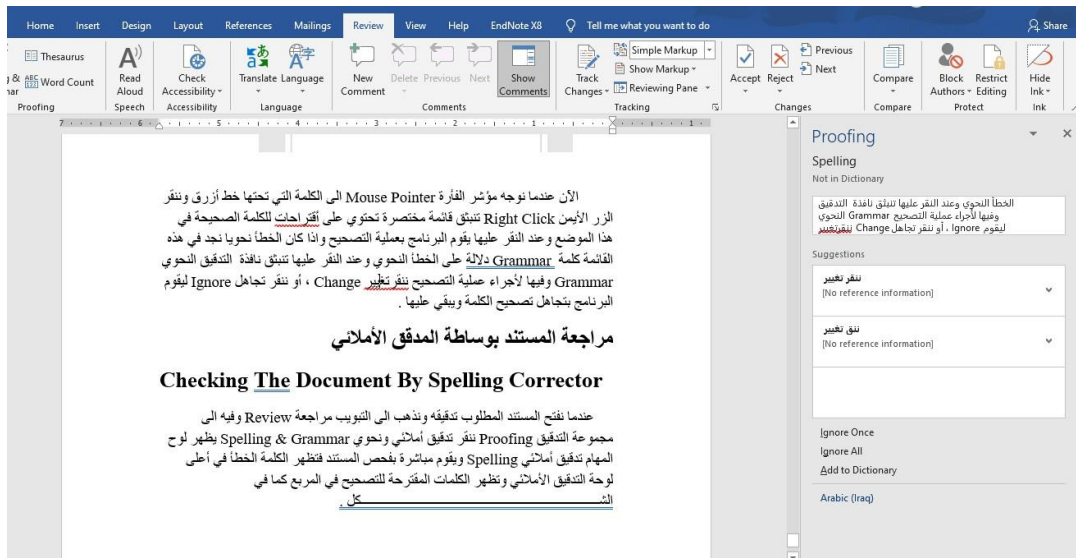 Home Insert Design Layout References Mailings Review View Help EndNote X8 Tell me what you want to do Share
Thesaurus
ABC Word Count
Proofing
Read Aloud
Speech
Check Accessibility
Accessibility
Translate Language
Language
New Comment Delete Previous Next Show Comments
Comments
Track Changes
Simple Markup
Show Markup
Reviewing Pane
Tracking
Accept Reject
Previous
Next
Changes
Compare
Compare
Block Authors Restrict Editing
Protect
Hide Ink
Ink
7 6 5 4 3 2 1 1
الآن عندما نوجه مؤشر الفأرة Mouse Pointer الى الكلمة التي تحتها خط أزرق وننقر
الزر الأيمن Right Click تنبثق قائمة مختصرة تحتوي على أقتراحات للكلمة الصحيحة في
هذا الموضع وعند النقر عليها يقوم البرنامج بعملية التصحيح واذا كان الخطأ نحويا نجد في هذه
القائمة كلمة Grammar دلالة على الخطأ النحوي وعند النقر عليها تنبثق نافذة التدقيق النحوي
Grammar وفيها لأجراء عملية التصحيح ننقرتغيير Change ، أو ننقر تجاهل Ignore ليقوم
البرنامج بتجاهل تصحيح الكلمة ويبقي عليها .
مراجعة المستند بوساطة المدقق الأملائي
Checking The Document By Spelling Corrector
عندما نفتح المستند المطلوب تدقيقه ونذهب الى التبويب مراجعة Review وفيه الى
مجموعة التدقيق Proofing ننقر تدقيق أملائي ونحوي Spelling & Grammar يظهر لوح
المهام تدقيق أملائي Spelling ويقوم مباشرة بفحص المستند فتظهر الكلمة الخطأ في أعلى
لوحة التدقيق الأملائي وتظهر الكلمات المقترحة للتصحيح في المربع كما في
الشـــــــــــــكل .
Proofing
Spelling
Not in Dictionary
الخطأ النحوي وعند النقر عليها تنبثق نافذة التدقيق
النحوي Grammar وفيها لأجراء عملية التصحيح
ننقرتغيير Change ، أو ننقر تجاهل Ignore ليقوم
Suggestions
ننقر تغيير
[No reference information]
ننق تغيير
[No reference information]
Ignore Once
Ignore All
Add to Dictionary
Arabic (Iraq)